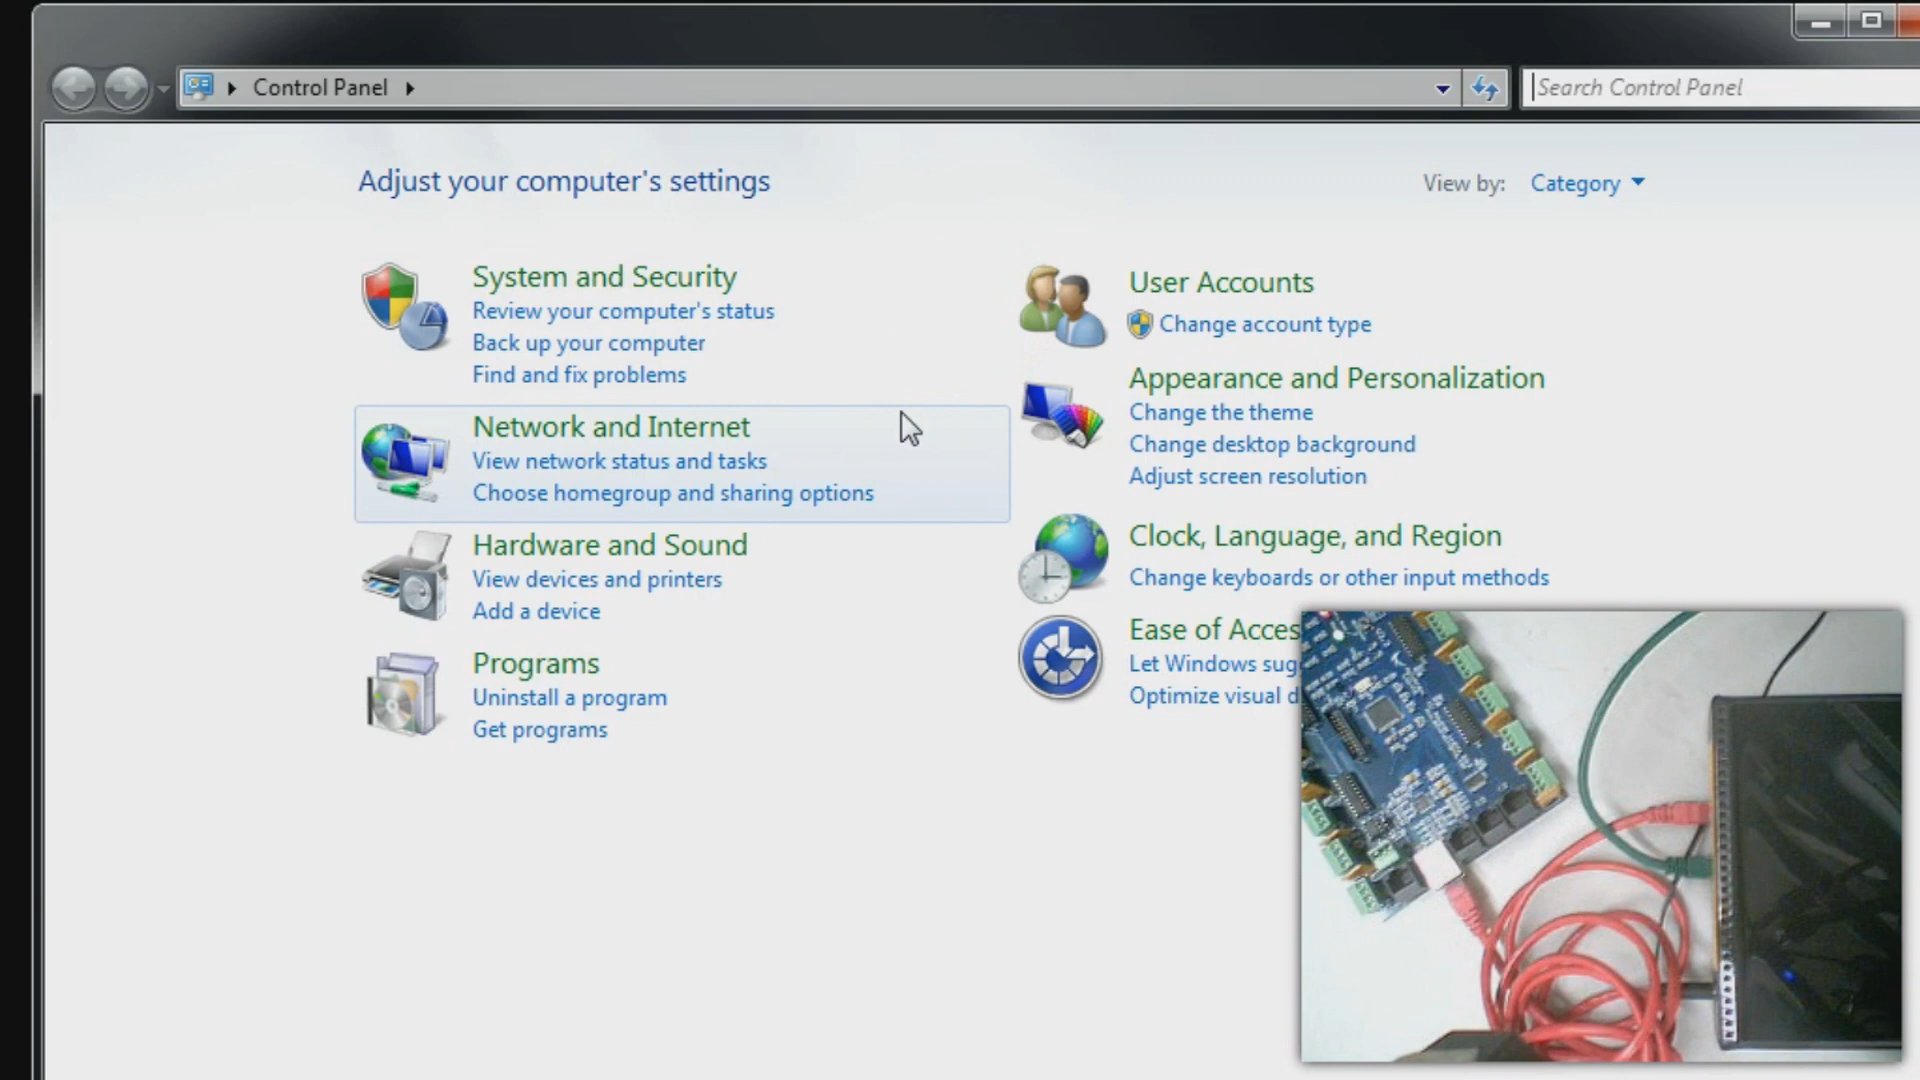 Control Panel
Search Control Panel
Adjust your computer's settings
View by: Category
System and Security
Review your computer's status
Back up your computer
Find and fix problems
Network and Internet
View network status and tasks
Choose homegroup and sharing options
Hardware and Sound
View devices and printers
Add a device
Programs
Uninstall a program
Get programs
User Accounts
Change account type
Appearance and Personalization
Change the theme
Change desktop background
Adjust screen resolution
Clock, Language, and Region
Change keyboards or other input methods
Ease of Acces
Let Windows sug
Optimize visual d